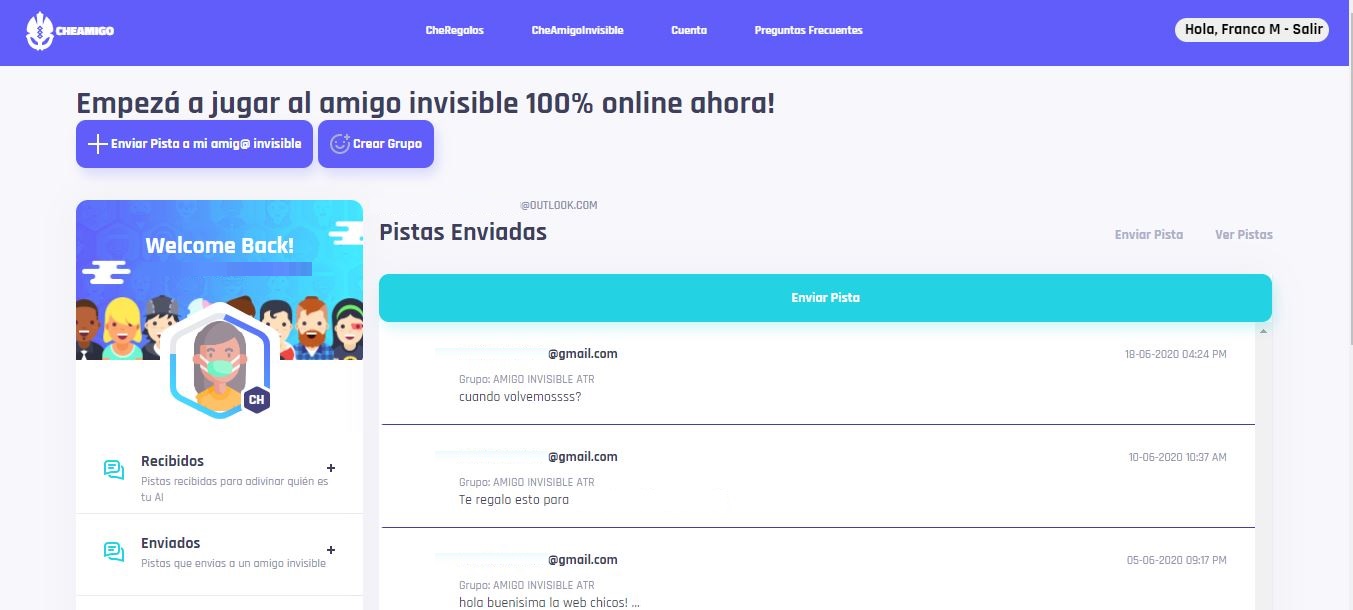 CHEAMIGO
CheRegalos
CheAmigoInvisible
Cuenta
Preguntas Frecuentes
Hola, Franco M - Salir
Empezá a jugar al amigo invisible 100% online ahora!
Enviar Pista a mi amig@ invisible
Crear Grupo
Welcome Back!
CH
Recibidos
+
Pistas recibidas para adivinar quién es
tu AI
Enviados
+
Pistas que envias a un amigo invisible
@OUTLOOK.COM
Pistas Enviadas
Enviar Pista
Ver Pistas
Enviar Pista
@gmail.com
18-06-2020 04:24 PM
Grupo: AMIGO INVISIBLE ATR
cuando volvemossss?
@gmail.com
10-06-2020 10:37 AM
Grupo: AMIGO INVISIBLE ATR
Te regalo esto para
@gmail.com
05-06-2020 09:17 PM
Grupo: AMIGO INVISIBLE ATR
hola buenisima la web chicos! ...